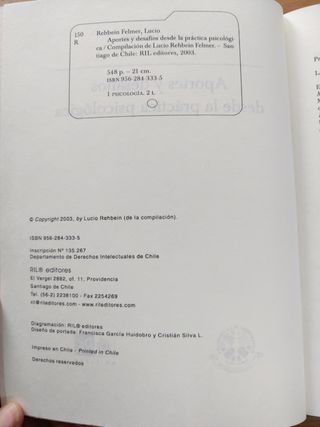 150 Rehbein Felmer, Lucio
R Aportes y desafíos desde la práctica psicológi-
ca / Compilación de Lucio Rehbein Felmer. – San-
tiago de Chile: RIL editores, 2003.
548 p. – 21 cm.
ISBN 956-284-333-5
1 PSICOLOGÍA. 2 t.
© Copyright 2003, by Lucio Rehbein (de la compilación).
ISBN 956-284-333-5
Inscripción Nº 135.267
Departamento de Derechos Intelectuales de Chile
RIL® editores
El Vergel 2882, of. 11, Providencia
Santiago de Chile
Tel. (56-2) 2238100 - Fax 2254269
ril@rileditores.com - www.rileditores.com
Diagramación: RIL® editores
Diseño de portada: Francisca García Huidobro y Cristián Silva L.
Impreso en Chile - Printed in Chile
Derechos reservados